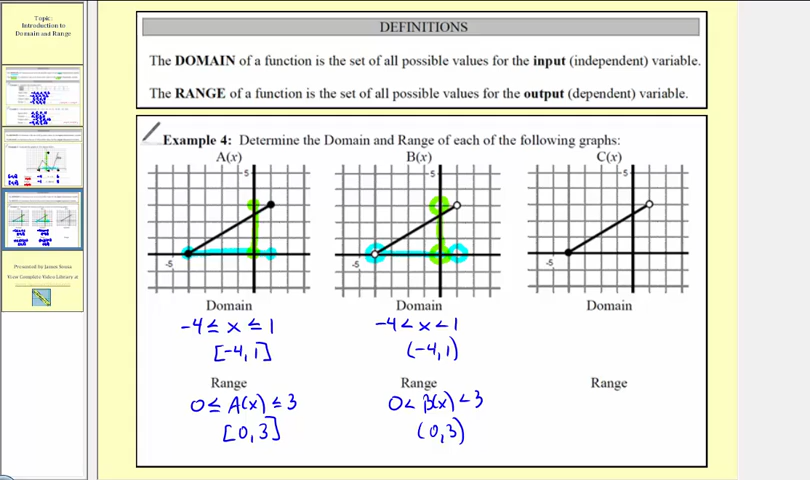 Topic:
Introduction to
Domain and Range
DEFINITIONS
The DOMAIN of a function is the set of all possible values for the input (independent) variable.
The RANGE of a function is the set of all possible values for the output (dependent) variable.
Example 4: Determine the Domain and Range of each of the following graphs:
A(x) B(x) C(x)
5 5 5
-5 -5 -5
Domain Domain Domain
-4 ≤ x ≤ 1 -4 < x < 1
[-4,1] (-4,1)
Range Range Range
0 ≤ A(x) ≤ 3 0 < B(x) < 3
[0,3] (0,3)
Presented by James Sousa
View Complete Video Library at